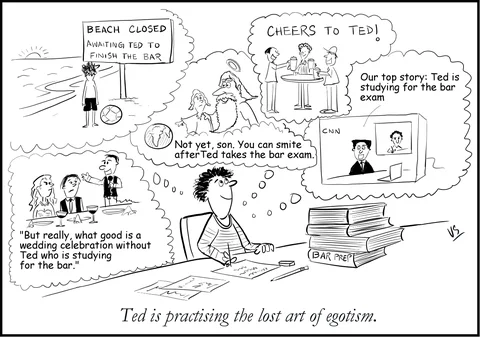 BEACH CLOSED
AWAITING TED TO
FINISH THE BAR
CHEERS TO TED!
Our top story: Ted is
studying for the bar
exam
CNN
Not yet, son. You can smite
afterTed takes the bar exam.
"But really, what good is a
wedding celebration without
Ted who is studying
for the bar."
BAR PREP
VS
Ted is practising the lost art of egotism.